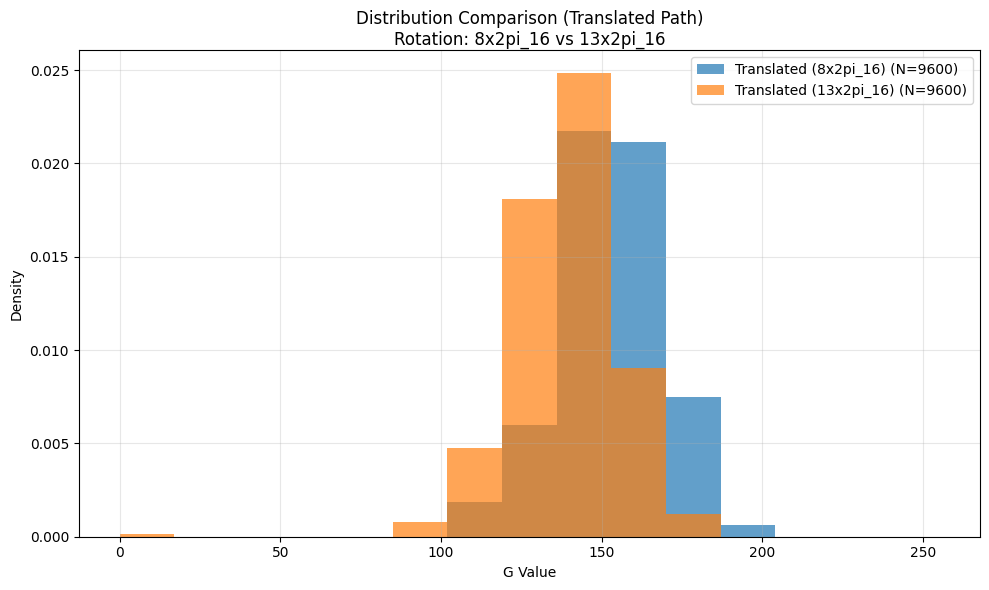 Distribution Comparison (Translated Path)
Rotation: 8x2pi_16 vs 13x2pi_16
Translated (8x2pi_16) (N=9600)
Translated (13x2pi_16) (N=9600)
0.025
0.020
0.015
0.010
0.005
0.000
Density
0 50 100 150 200 250
G Value